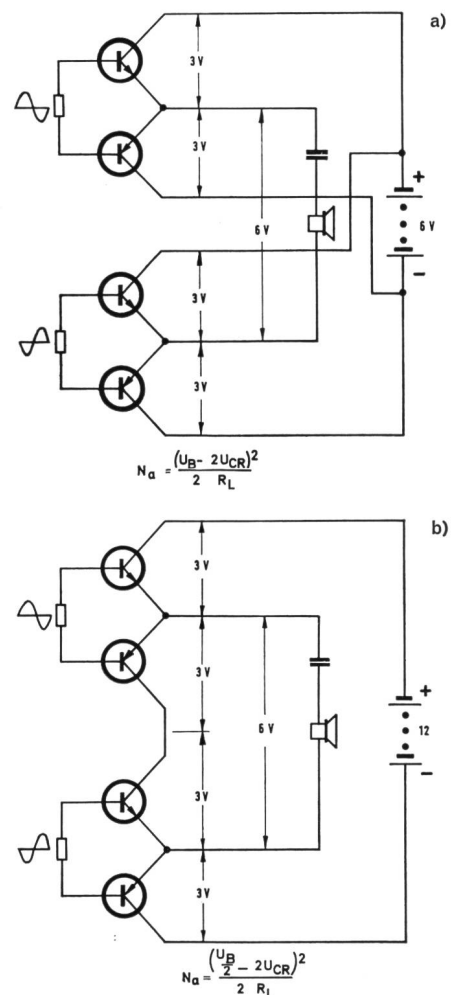 a)
3 V
3 V
6 V
+
6 V
-
3 V
3 V
Na = (UB - 2UCR)2
2 RL
b)
3 V
3 V
6 V
+
12
-
3 V
3 V
(UB
2 - 2UCR)2
Na =
2 RL